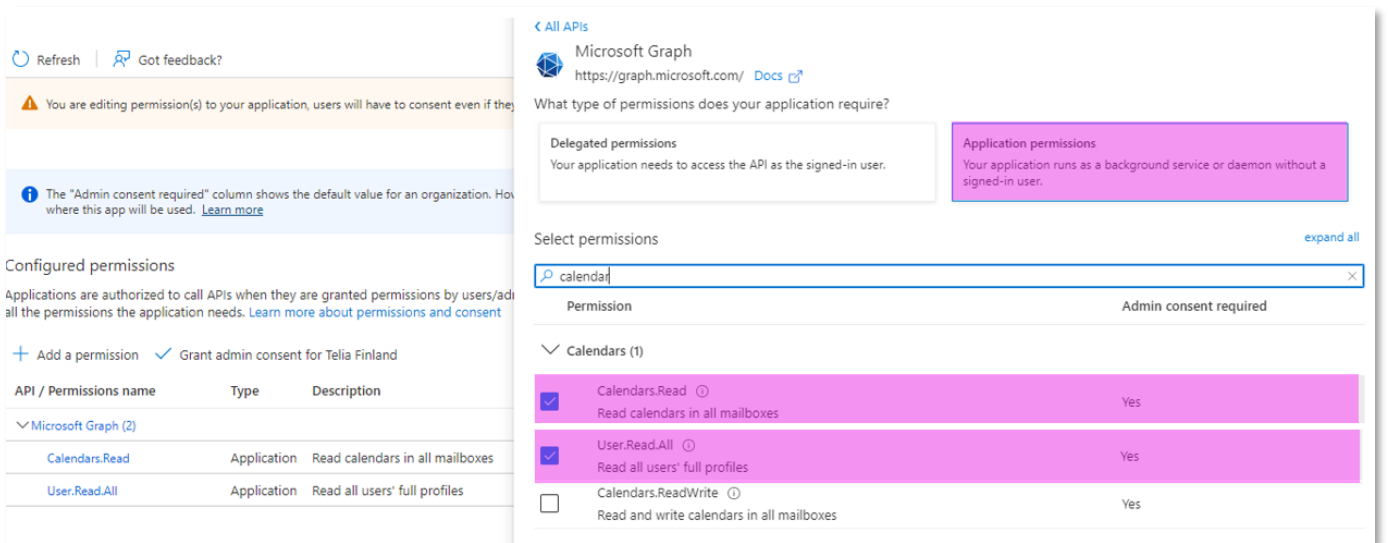 Refresh
Got feedback?
You are editing permission(s) to your application, users will have to consent even if they
The "Admin consent required" column shows the default value for an organization. Hov
where this app will be used. Learn more
Configured permissions
Applications are authorized to call APIs when they are granted permissions by users/adi
all the permissions the application needs. Learn more about permissions and consent
Add a permission
Grant admin consent for Telia Finland
API / Permissions name Type Description
Microsoft Graph (2)
Calendars.Read Application Read calendars in all mailboxes
User.Read.All Application Read all users' full profiles
All APIs
Microsoft Graph
https://graph.microsoft.com/ Docs
What type of permissions does your application require?
Delegated permissions
Your application needs to access the API as the signed-in user.
Application permissions
Your application runs as a background service or daemon without a
signed-in user.
Select permissions
expand all
calendar
Permission Admin consent required
Calendars (1)
Calendars.Read
Read calendars in all mailboxes
Yes
User.Read.All
Read all users' full profiles
Yes
Calendars.ReadWrite
Read and write calendars in all mailboxes
Yes